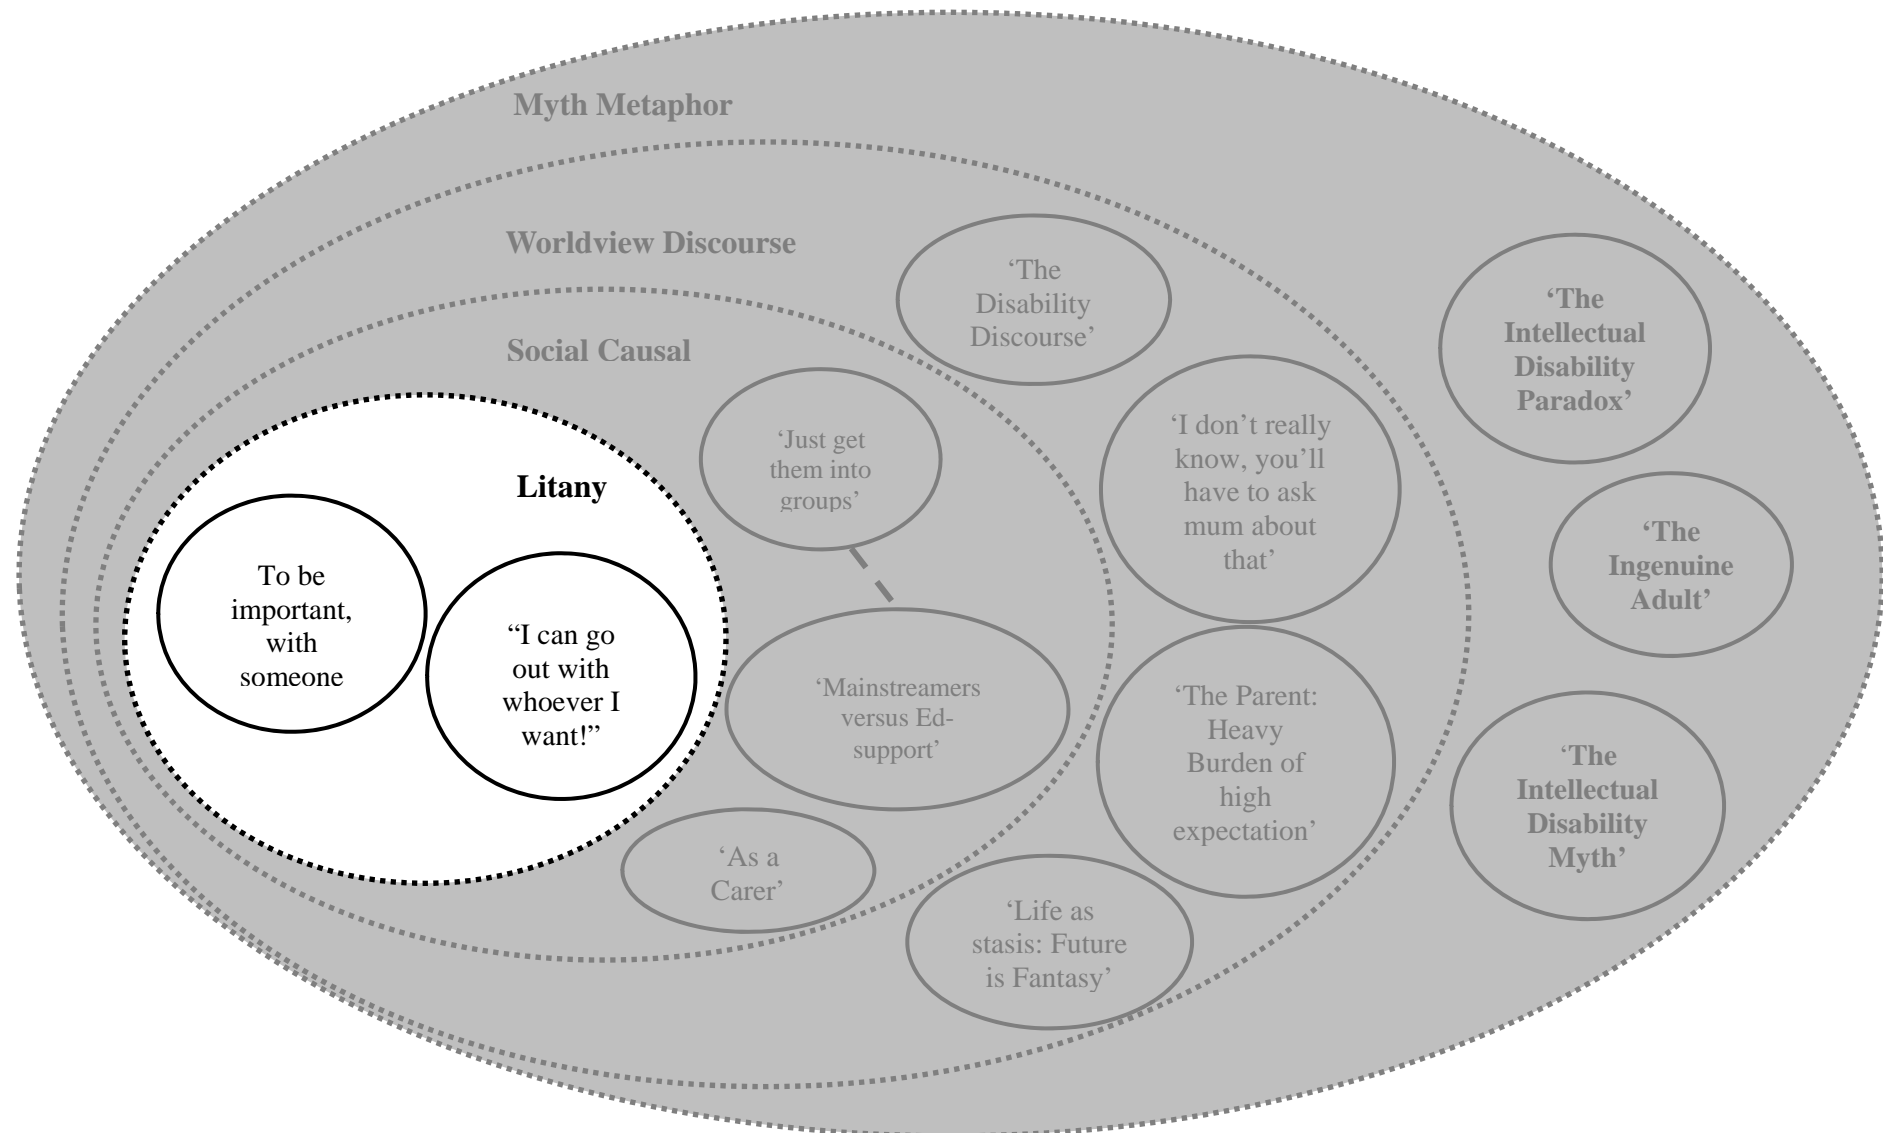 Myth Metaphor
Worldview Discourse
Social Causal
Litany
To be
important,
with
someone
“I can go
out with
whoever I
want!”
‘Just get
them into
groups’
‘Mainstreamers
versus Ed-
support’
‘As a
Carer’
‘The
Disability
Discourse’
‘I don’t really
know, you’ll
have to ask
mum about
that’
‘The Parent:
Heavy
Burden of
high
expectation’
‘Life as
stasis: Future
is Fantasy’
‘The
Intellectual
Disability
Paradox’
‘The
Ingenuine
Adult’
‘The
Intellectual
Disability
Myth’